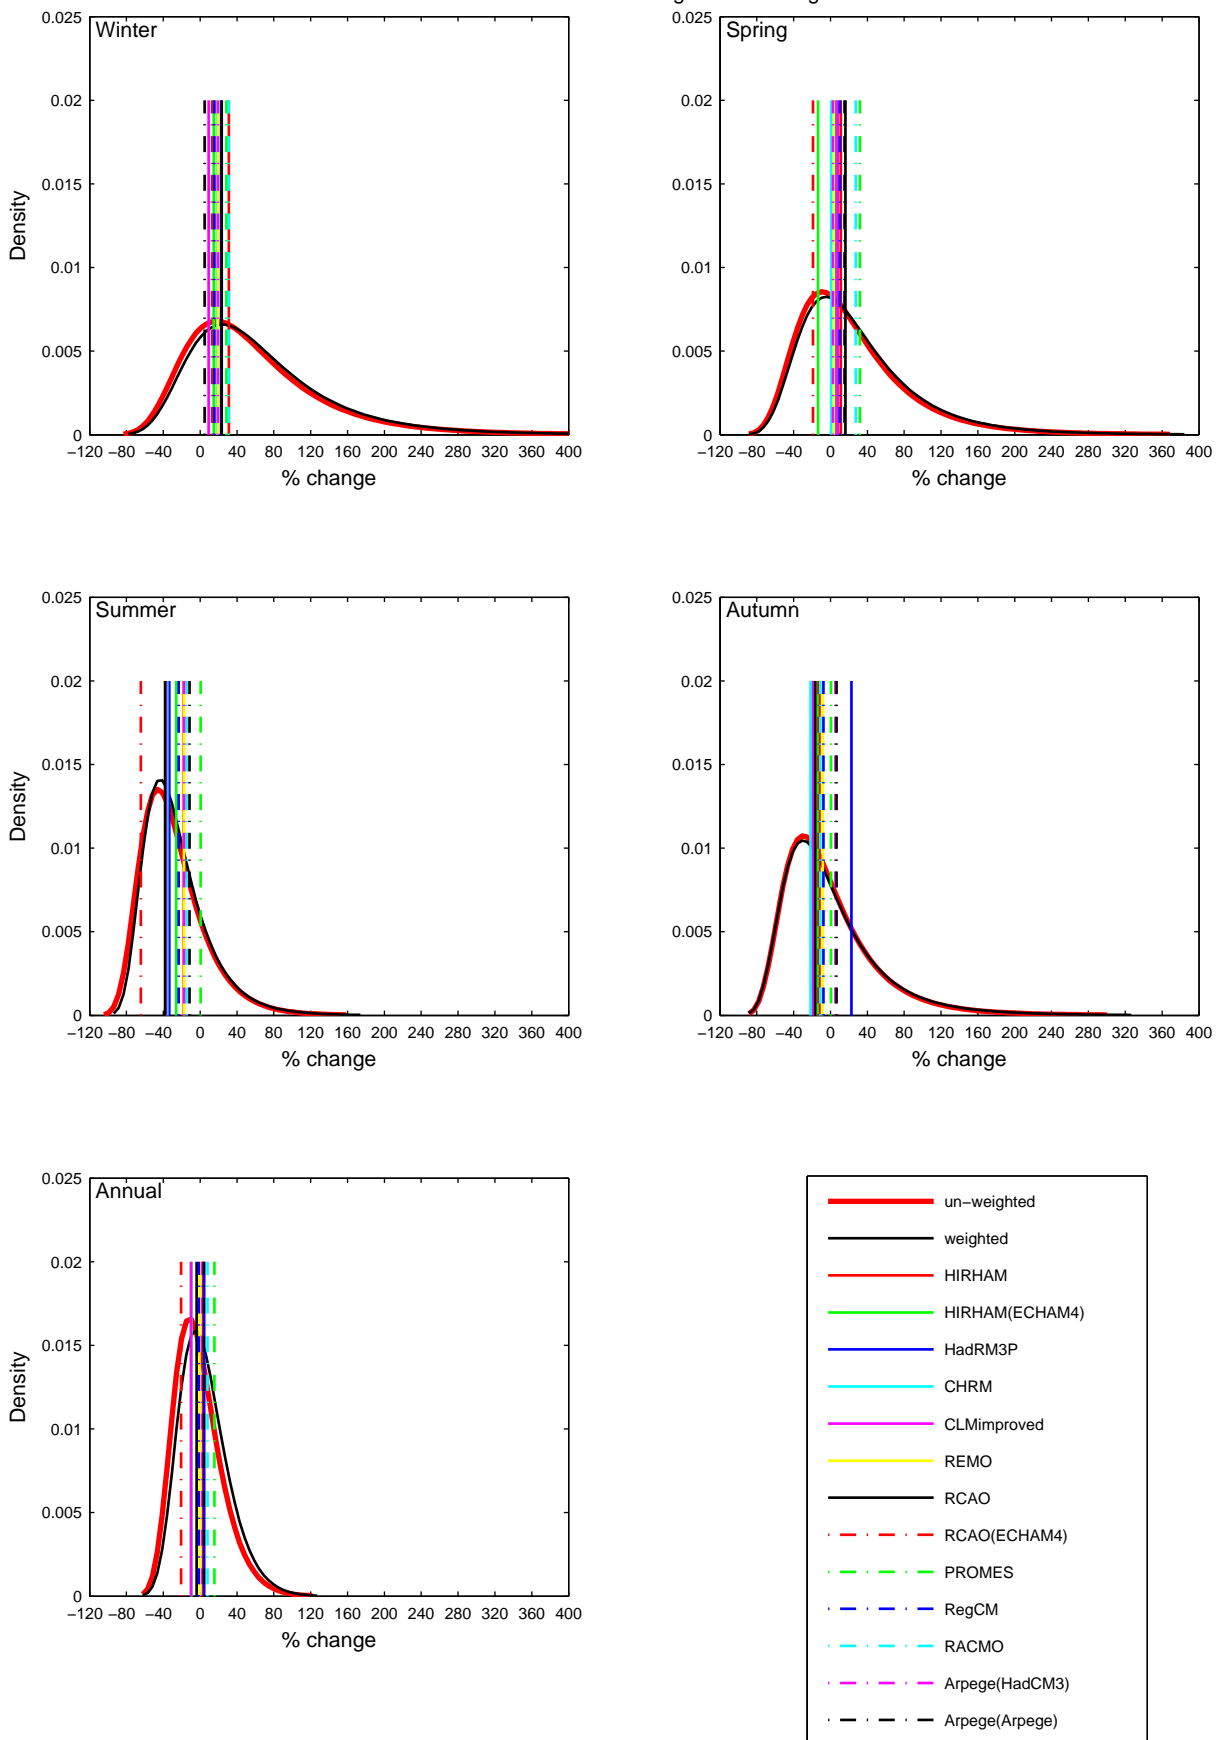 Winter
0.025
0.02
0.015
0.01
0.005
0
Density
−120 −80 −40 0 40 80 120 160 200 240 280 320 360 400
% change
Spring
0.025
0.02
0.015
0.01
0.005
0
−120 −80 −40 0 40 80 120 160 200 240 280 320 360 400
% change
Summer
0.025
0.02
0.015
0.01
0.005
0
Density
−120 −80 −40 0 40 80 120 160 200 240 280 320 360 400
% change
Autumn
0.025
0.02
0.015
0.01
0.005
0
−120 −80 −40 0 40 80 120 160 200 240 280 320 360 400
% change
Annual
0.025
0.02
0.015
0.01
0.005
0
Density
−120 −80 −40 0 40 80 120 160 200 240 280 320 360 400
% change
un−weighted
weighted
HIRHAM
HIRHAM(ECHAM4)
HadRM3P
CHRM
CLMimproved
REMO
RCAO
RCAO(ECHAM4)
PROMES
RegCM
RACMO
Arpege(HadCM3)
Arpege(Arpege)